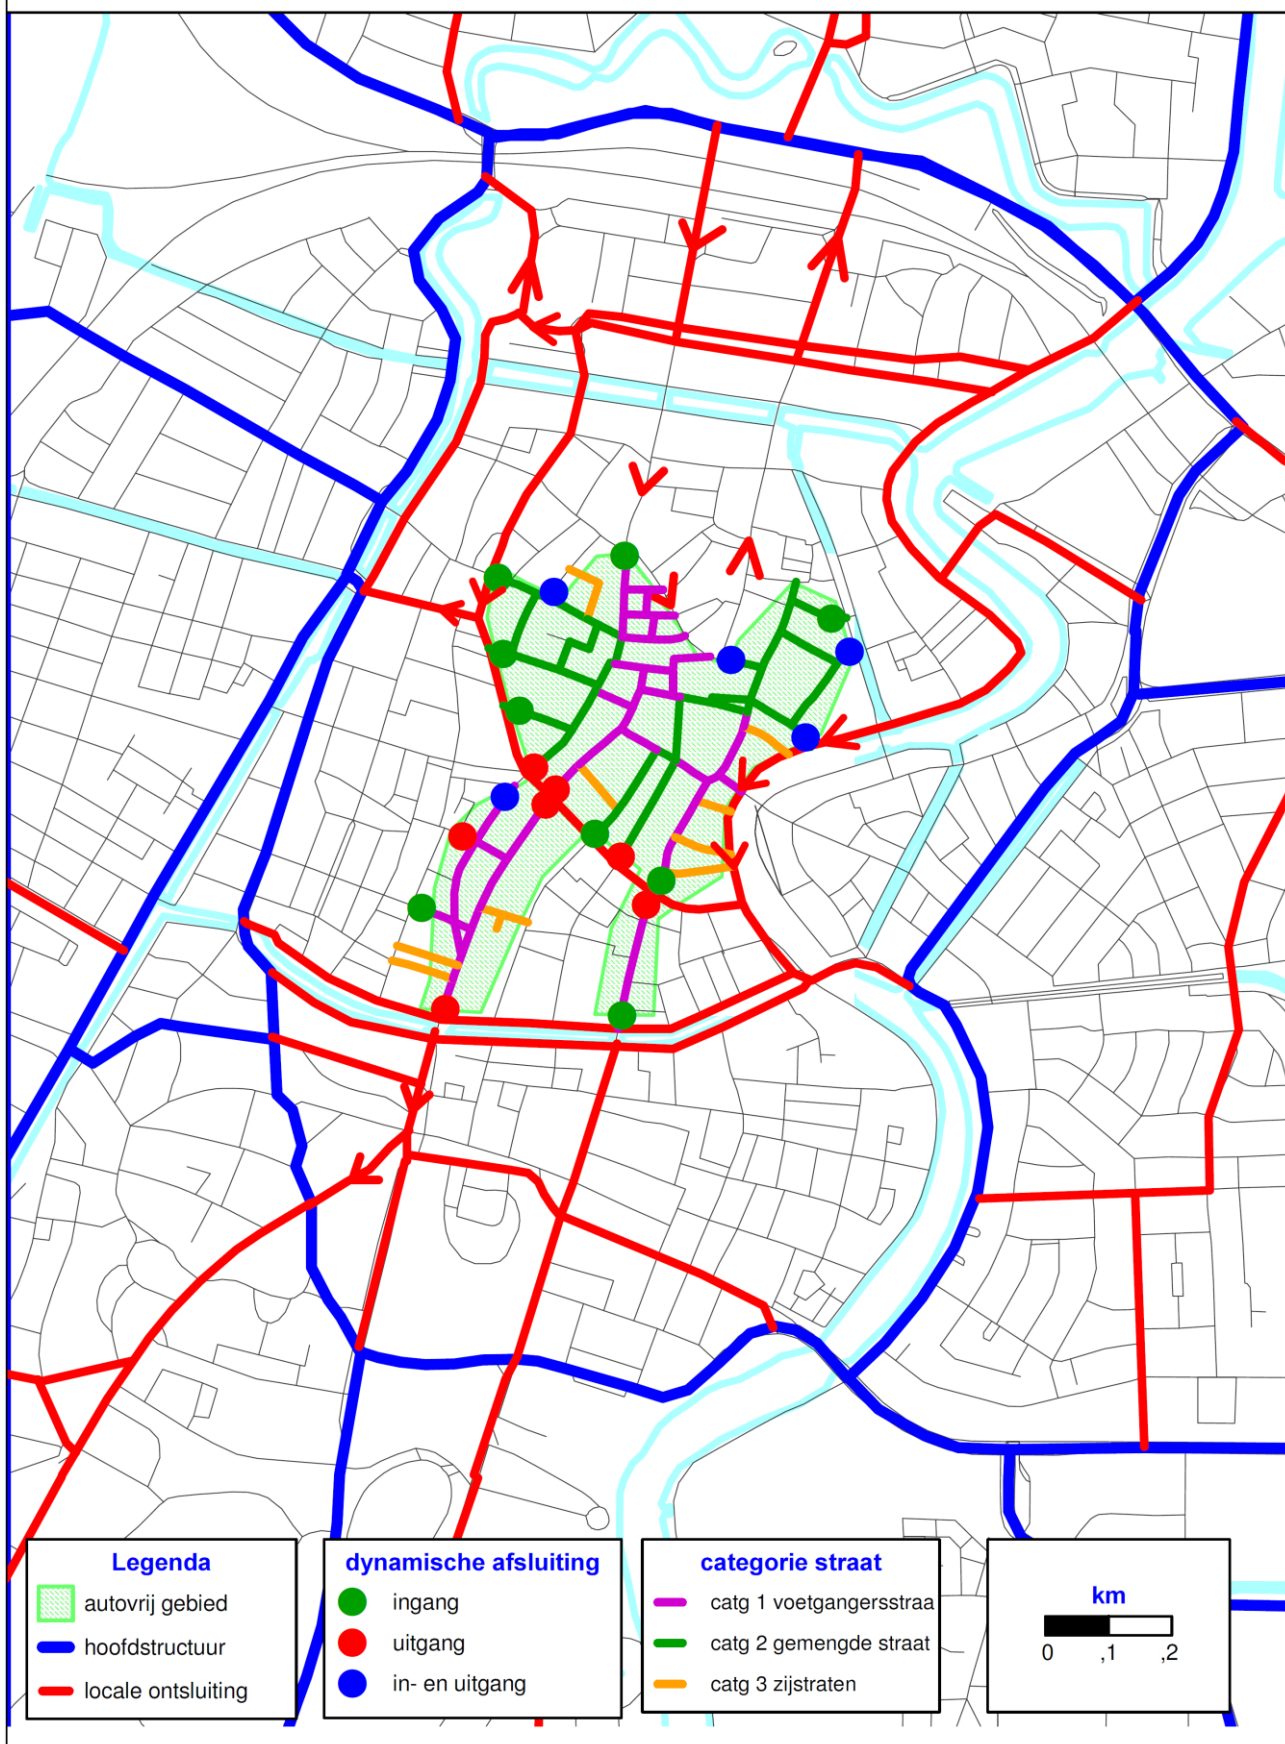 Legenda
autovrij gebied
hoofdstructuur
locale ontsluiting
dynamische afsluiting
ingang
uitgang
in- en uitgang
categorie straat
catg 1 voetgangersstraa
catg 2 gemengde straat
catg 3 zijstraten
km
0 ,1 ,2